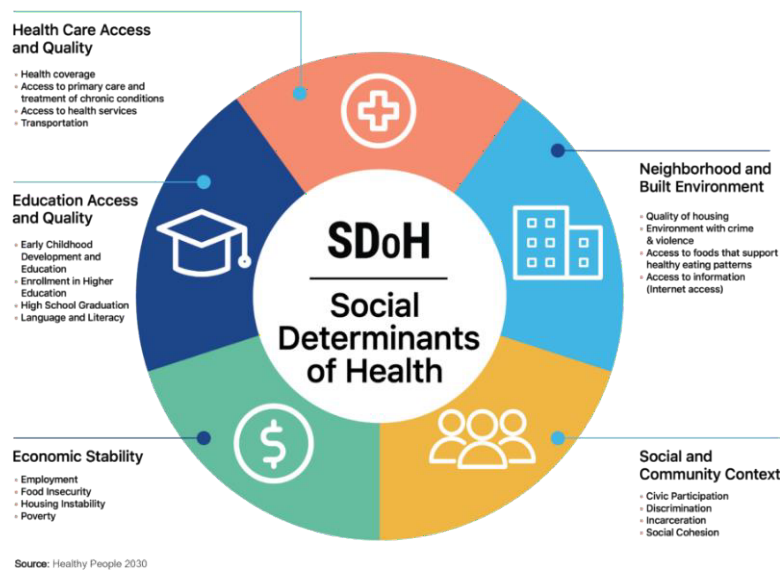 Health Care Access
and Quality
• Health coverage
• Access to primary care and
treatment of chronic conditions
• Access to health services
• Transportation
Education Access
and Quality
• Early Childhood
Development and
Education
• Enrollment in Higher
Education
• High School Graduation
• Language and Literacy
Economic Stability
• Employment
• Food Insecurity
• Housing Instability
• Poverty
SDoH
Social
Determinants
of Health
$
Neighborhood and
Built Environment
• Quality of housing
• Environment with crime
& violence
• Access to foods that support
healthy eating patterns
• Access to information
(Internet access)
Social and
Community Context
• Civic Participation
• Discrimination
• Incarceration
• Social Cohesion
Source: Healthy People 2030